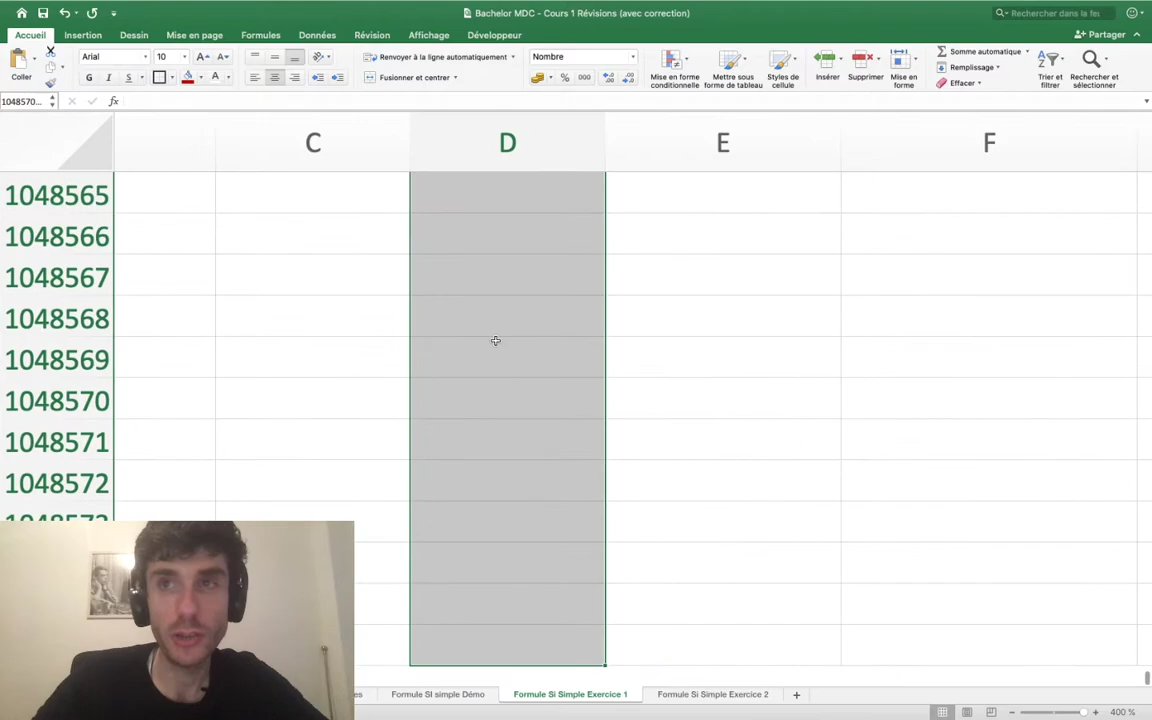 Bachelor MDC - Cours 1 Révisions (avec correction)
Rechercher dans la feu
Accueil Insertion Dessin Mise en page Formules Données Révision Affichage Développeur
Partager
Coller
Arial 10
Renvoyer à la ligne automatiquement
Nombre
G I S A
Fusionner et centrer
% 000
Mise en forme conditionnelle
Mettre sous forme de tableau
Styles de cellule
Insérer
Supprimer
Mise en forme
Somme automatique
Remplissage
Effacer
Trier et filtrer
Rechercher et sélectionner
1048570...
fx
C D E F
1048565
1048566
1048567
1048568
1048569
1048570
1048571
1048572
es
Formule SI simple Démo
Formule Si Simple Exercice 1
Formule Si Simple Exercice 2
+
400 %